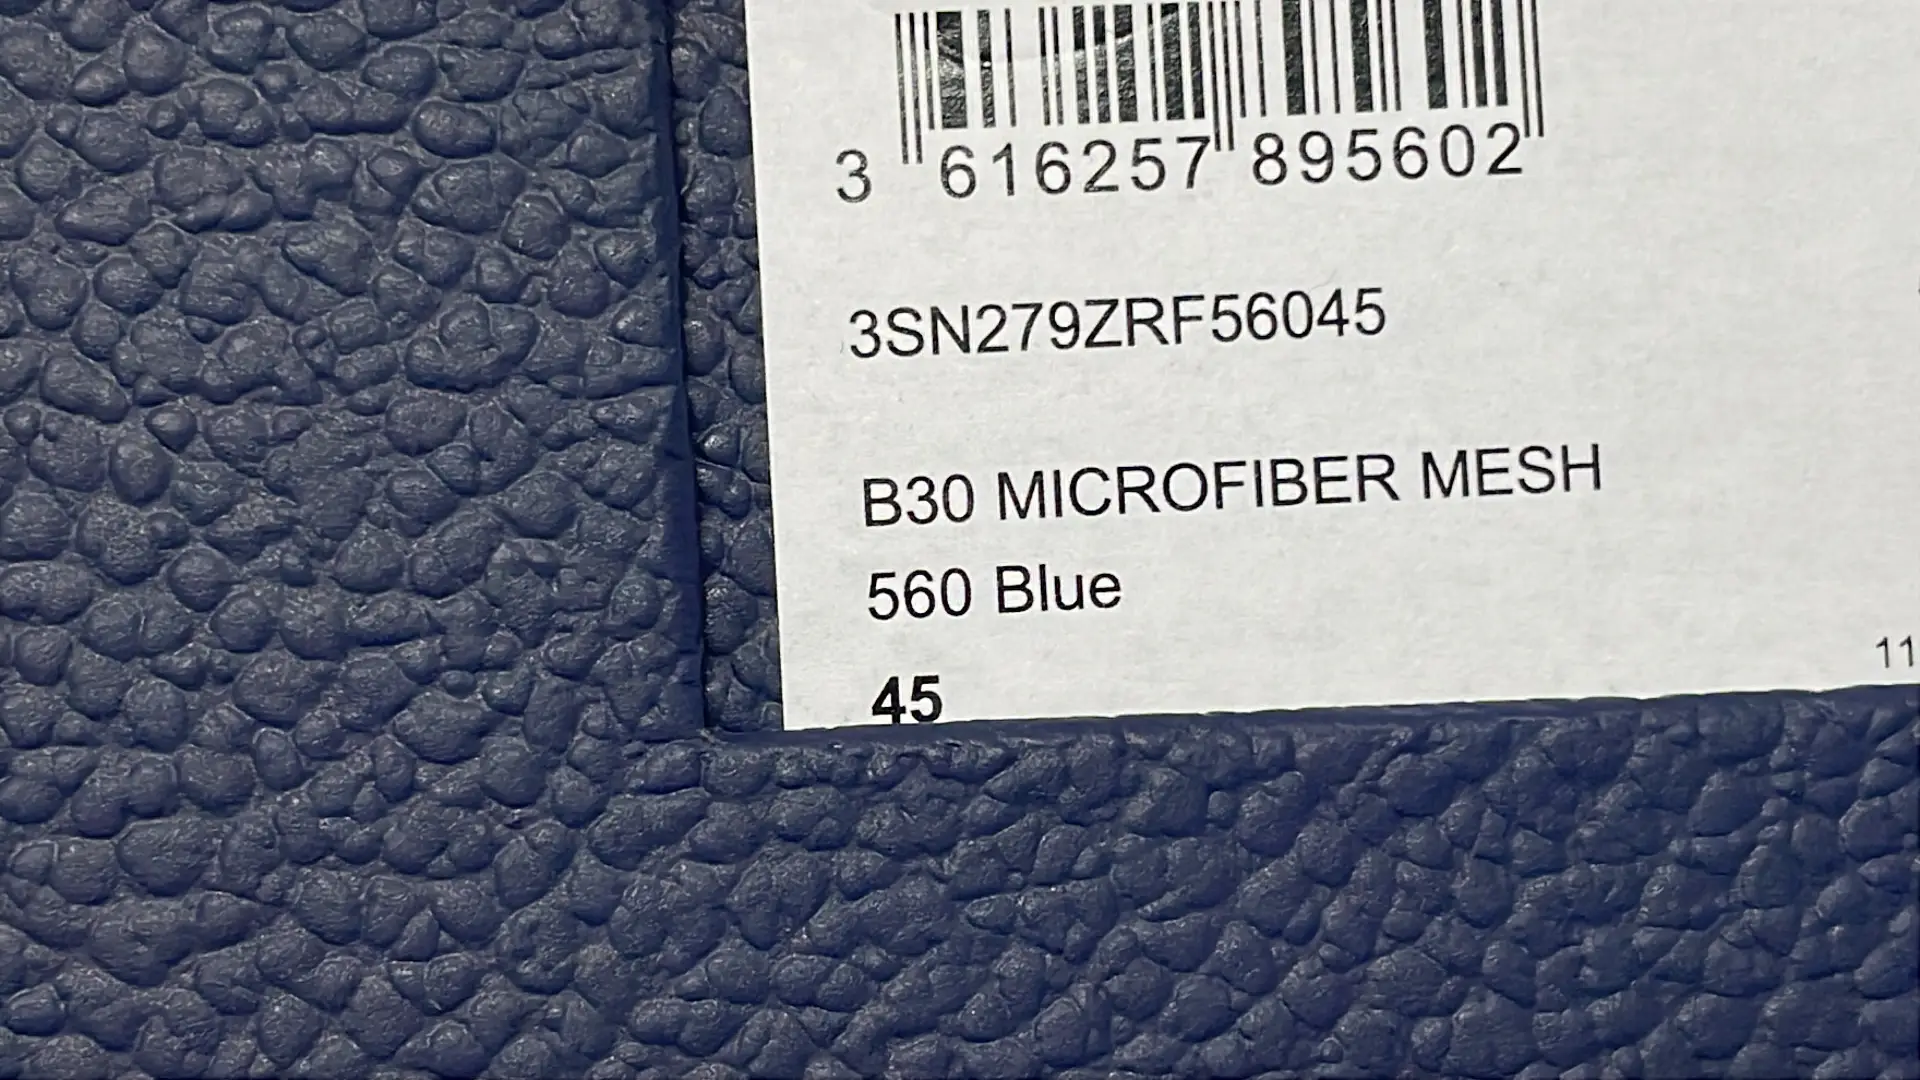 3 616257 895602
3SN279ZRF56045
B30 MICROFIBER MESH
560 Blue
11
45